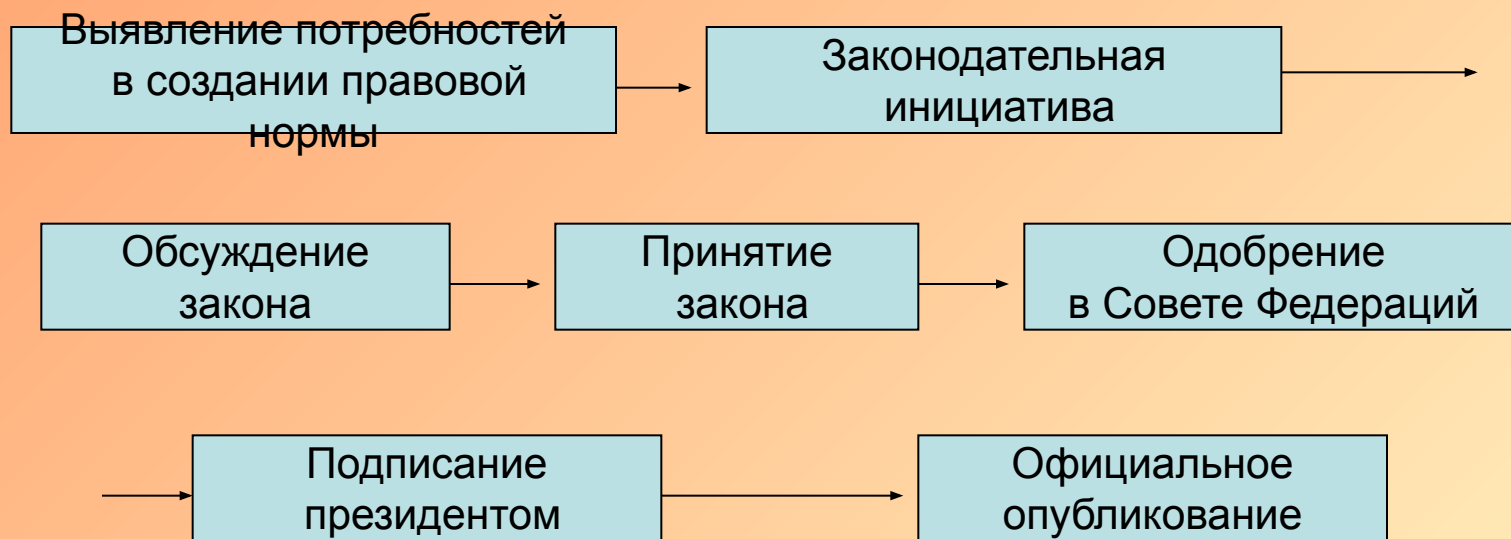 Выявление потребностей
в создании правовой
нормы
Законодательная
инициатива
Обсуждение
закона
Принятие
закона
Одобрение
в Совете Федераций
Подписание
президентом
Официальное
опубликование